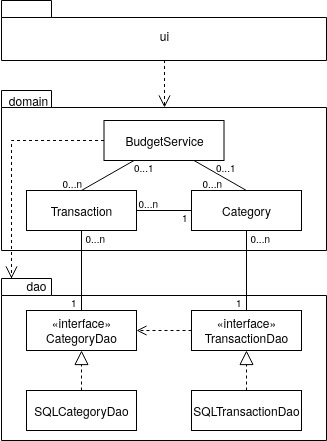 ui
domain
BudgetService
0...1
0...1
0...n
0...n
Transaction
0...n
1
Category
0...n
0...n
dao
1
1
«interface»
CategoryDao
«interface»
TransactionDao
SQLCategoryDao
SQLTransactionDao